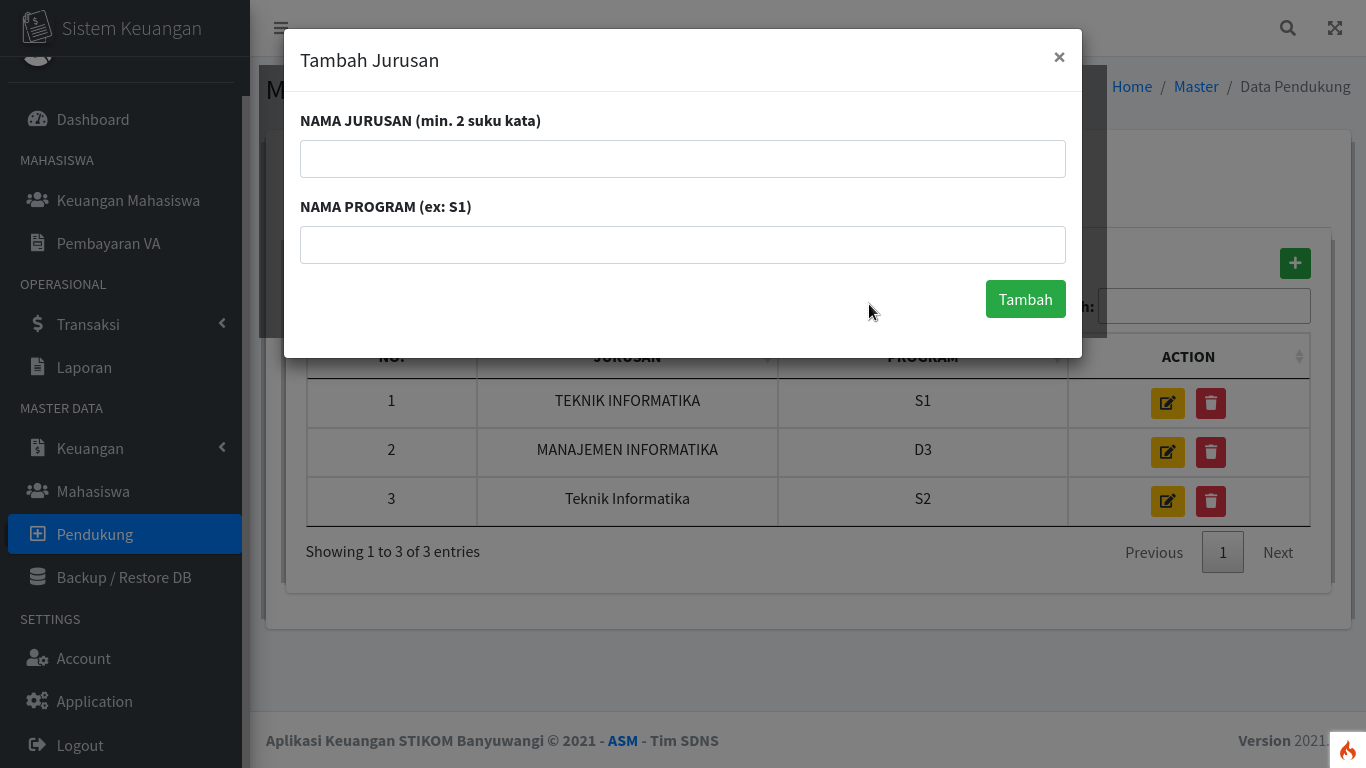 Sistem Keuangan
Dashboard
MAHASISWA
Keuangan Mahasiswa
Pembayaran VA
OPERASIONAL
Transaksi
Laporan
MASTER DATA
Keuangan
Mahasiswa
Pendukung
Backup / Restore DB
SETTINGS
Account
Application
Logout
M
Home / Master / Data Pendukung
Tambah Jurusan
×
NAMA JURUSAN (min. 2 suku kata)
NAMA PROGRAM (ex: S1)
Tambah
+
h:
NO. JURUSAN PROGRAM ACTION
1 TEKNIK INFORMATIKA S1
2 MANAJEMEN INFORMATIKA D3
3 Teknik Informatika S2
Showing 1 to 3 of 3 entries
Previous 1 Next
Aplikasi Keuangan STIKOM Banyuwangi © 2021 - ASM - Tim SDNS
Version 2021.